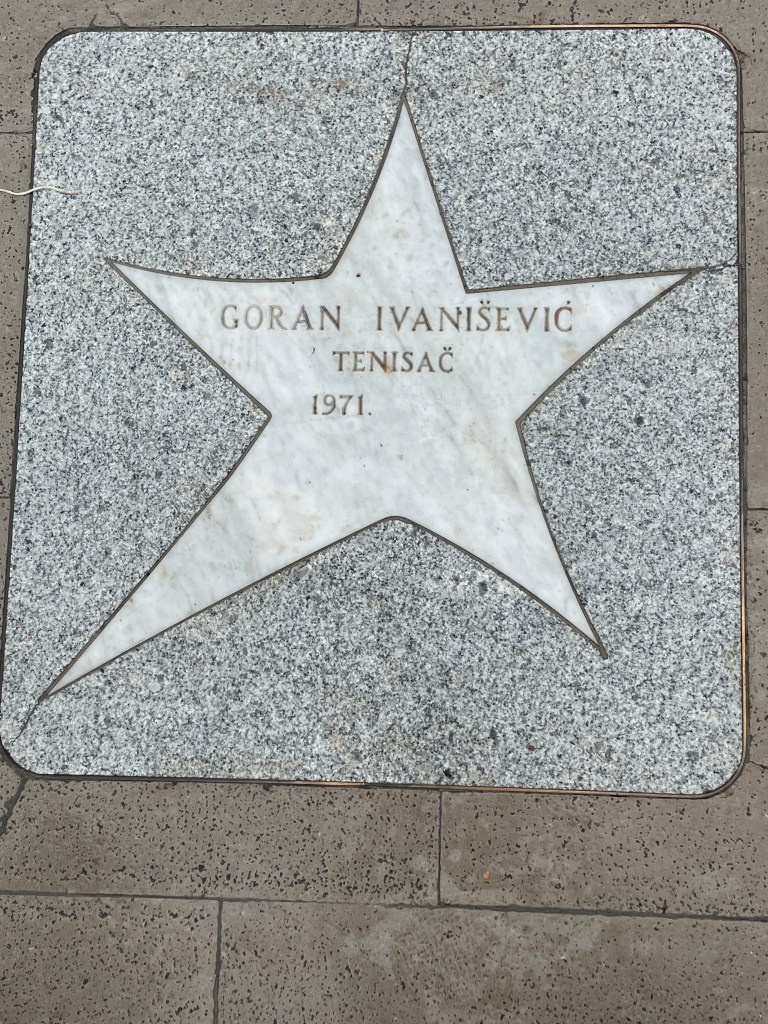 GORAN IVANIŠEVIĆ
TENISAČ
1971.